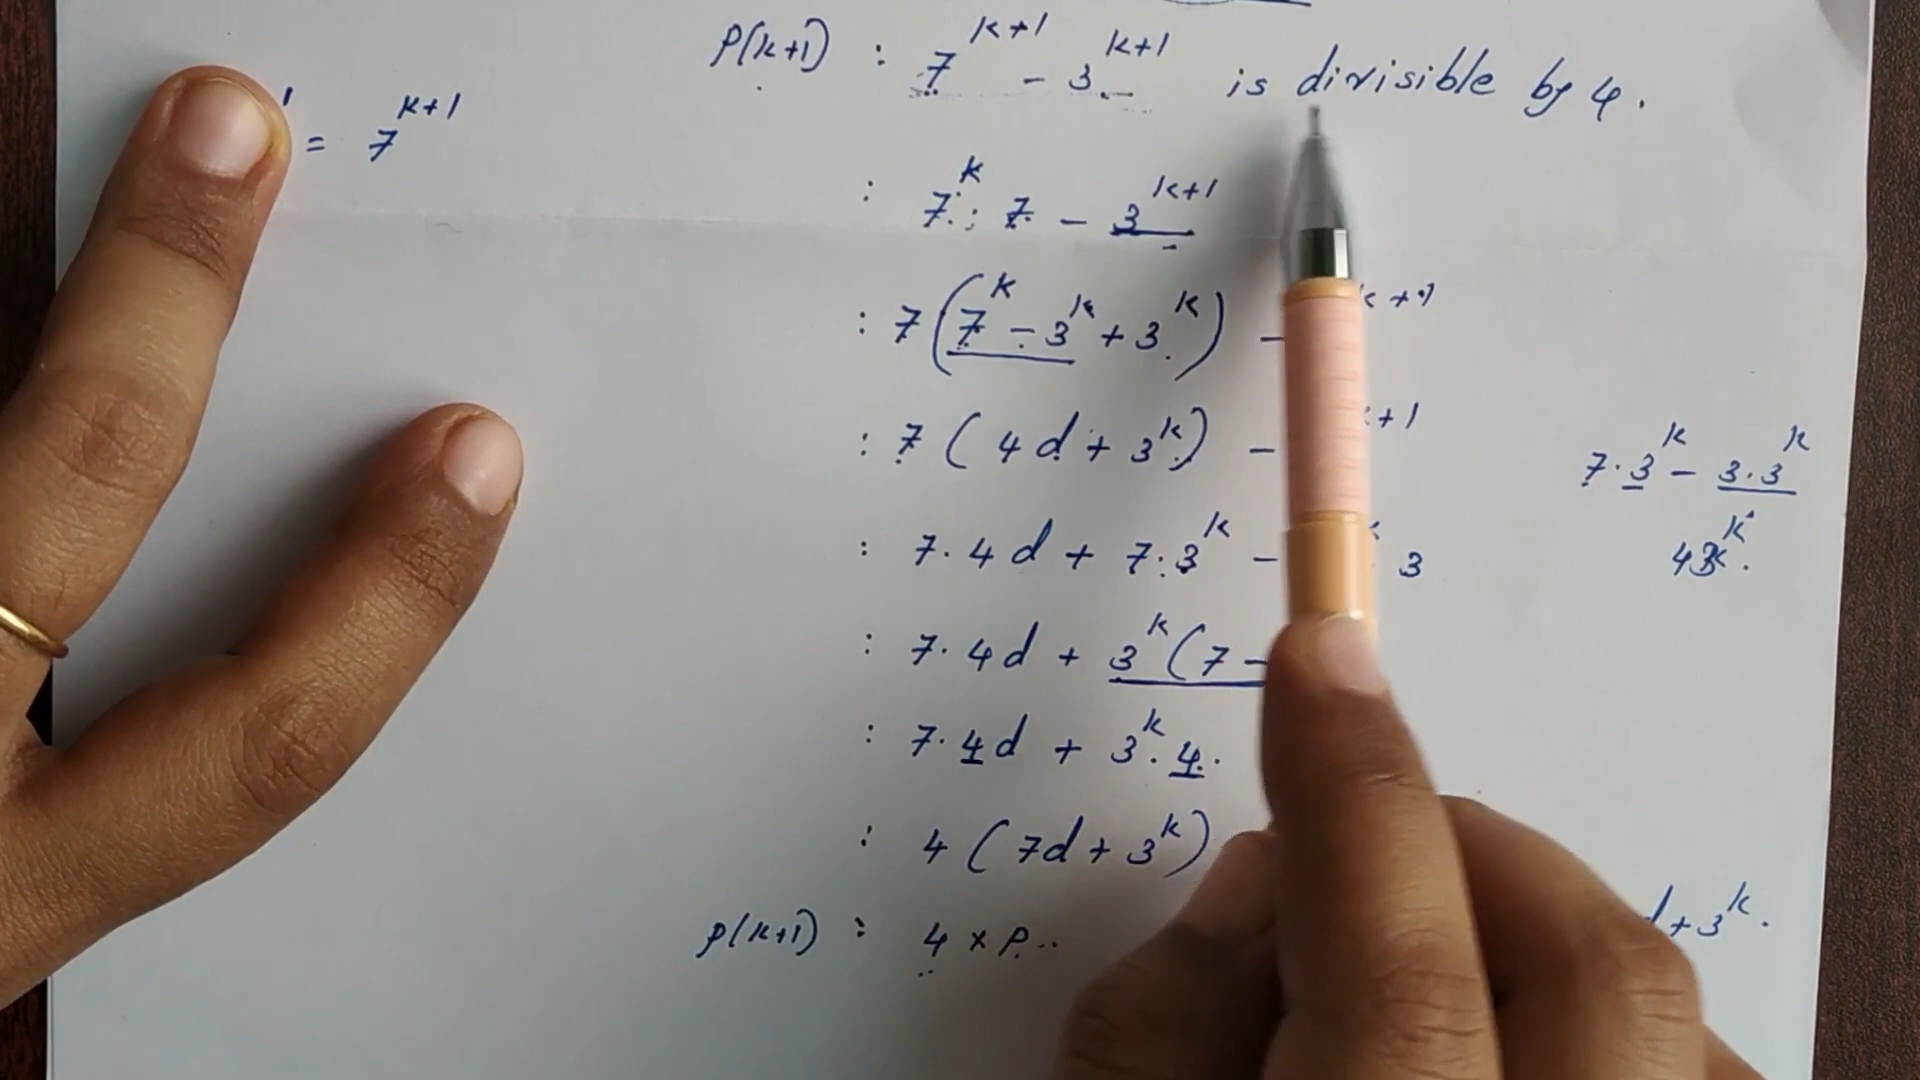 P(k+1) : 7^{k+1} - 3^{k+1} is divisible by 4.
= 7^{k+1}
: 7^k . 7 - 3^{k+1}
: 7 ( 7^k - 3^k + 3^k ) - ^{k+1}
: 7 ( 4d + 3^k ) - ^{+1}
7 . 3^k - 3 . 3^k
: 7 . 4d + 7 . 3^k - 3
4 3^k .
: 7 . 4d + 3^k ( 7 -
: 7 . 4d + 3^k . 4 .
: 4 ( 7d + 3^k )
d + 3^k .
P(k+1) : 4 × P ..